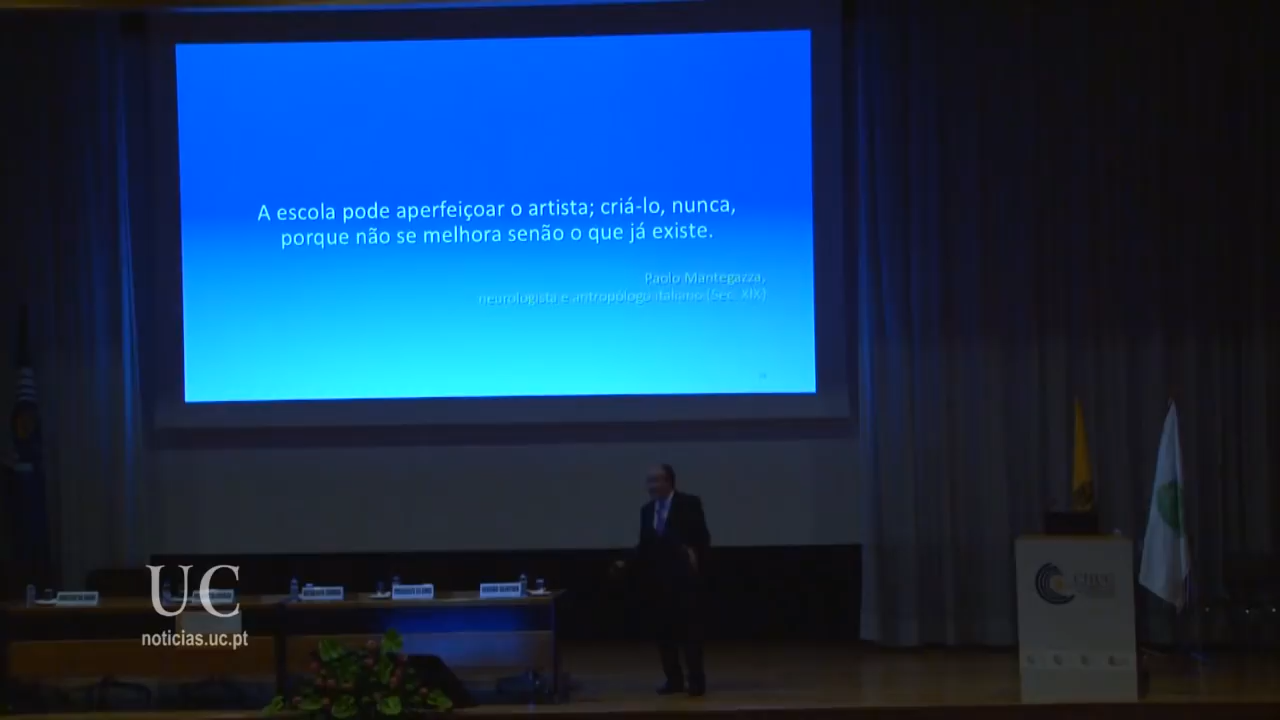 A escola pode aperfeiçoar o artista; criá-lo, nunca,
porque não se melhora senão o que já existe.
Paolo Mantegazza,
neurologista e antropólogo italiano (Séc. XIX)
UC
noticias.uc.pt
CHUC